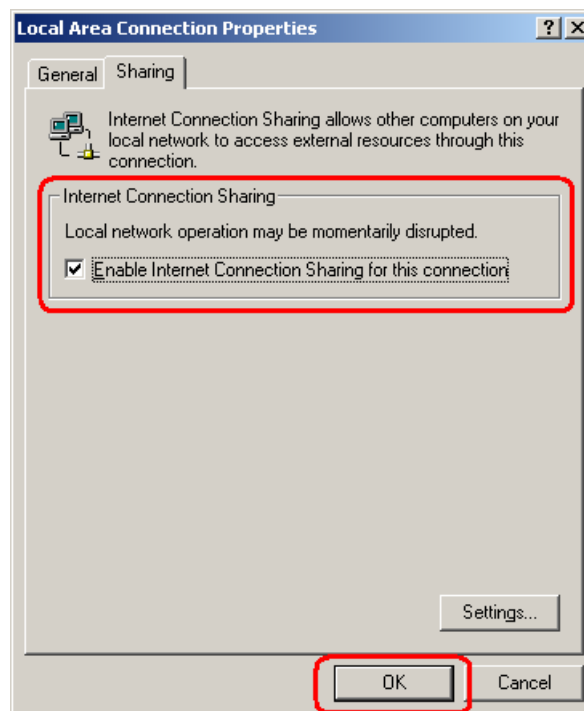 Local Area Connection Properties
General
Sharing
Internet Connection Sharing allows other computers on your
local network to access external resources through this
connection.
Internet Connection Sharing
Local network operation may be momentarily disrupted.
Enable Internet Connection Sharing for this connection
Settings...
OK
Cancel